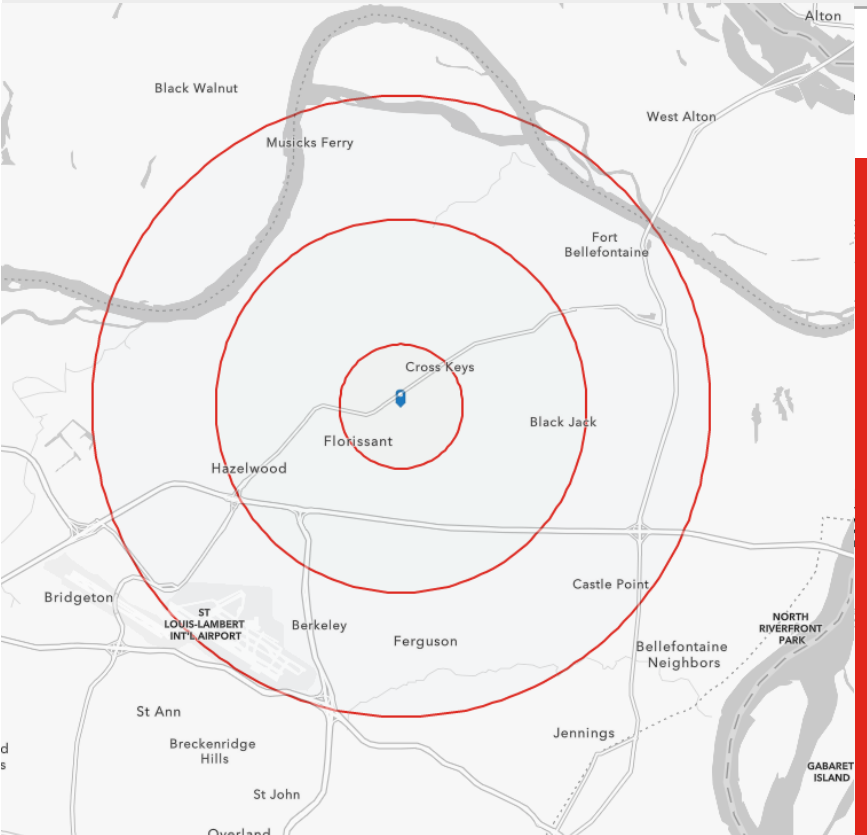 Alton
Black Walnut
West Alton
Musicks Ferry
Fort
Bellefontaine
Cross Keys
Black Jack
Florissant
Hazelwood
Castle Point
Bridgeton
ST
LOUIS-LAMBERT
INT'L AIRPORT
Berkeley
Ferguson
NORTH
RIVERFRONT
PARK
Bellefontaine
Neighbors
St Ann
Jennings
Breckenridge
Hills
d
s
GABARET
ISLAND
St John
Overland